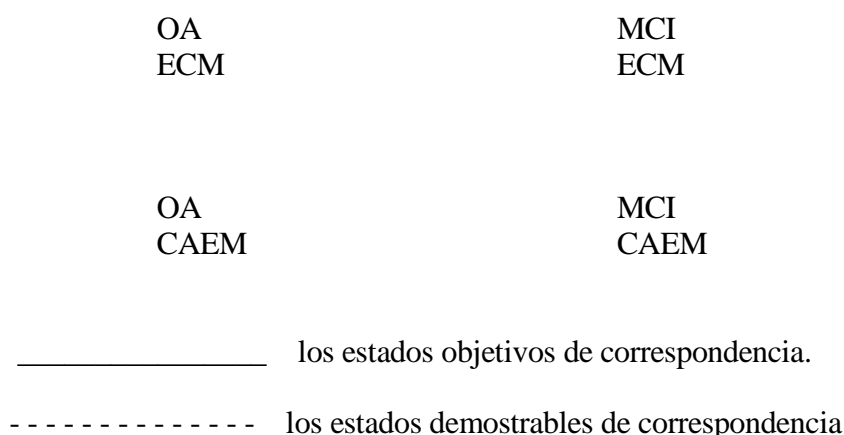 OA MCI
ECM ECM
OA MCI
CAEM CAEM
los estados objetivos de correspondencia.
los estados demostrables de correspondencia